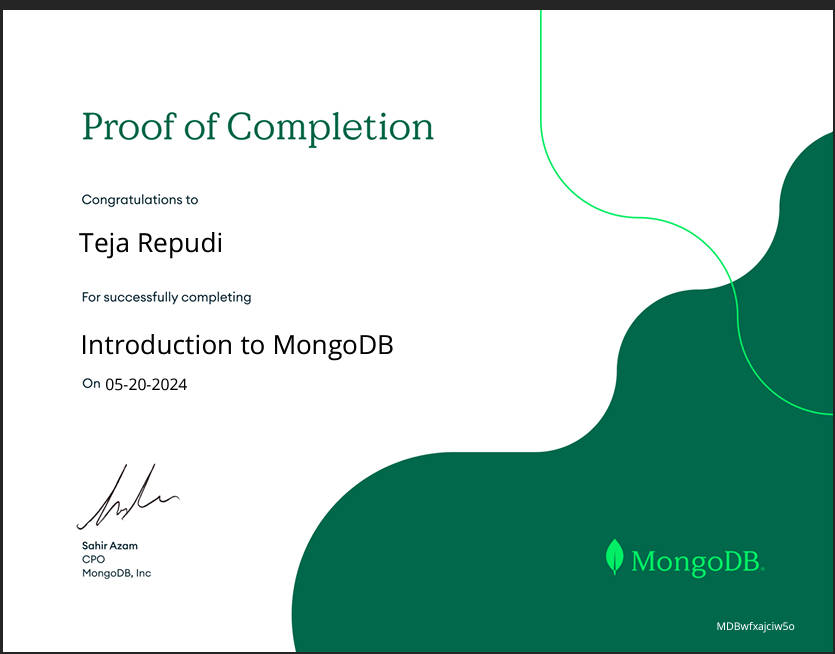 Proof of Completion
Congratulations to
Teja Repudi
For successfully completing
Introduction to MongoDB
On 05-20-2024
Sahir Azam
CPO
MongoDB, Inc
MongoDB®
MDBwfxajciw5o